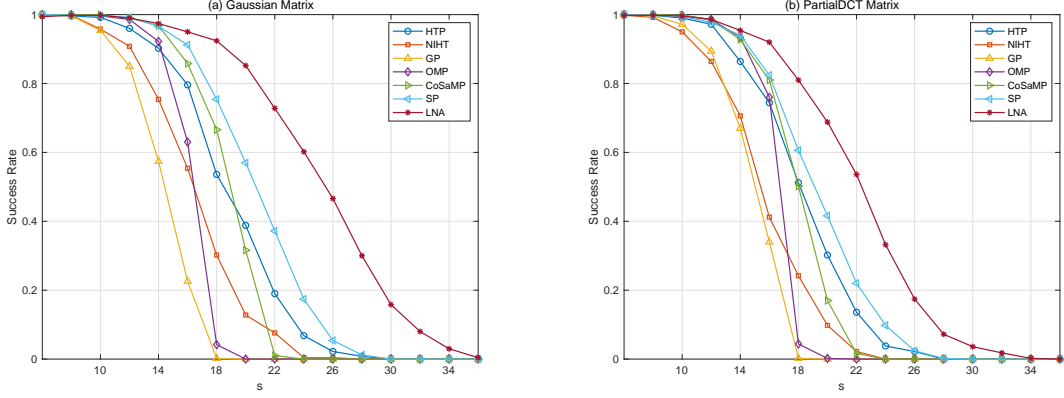 (a) Gaussian Matrix
1
0.8
0.6
0.4
0.2
0
Success Rate
10 14 18 22 26 30 34
s
HTP
NIHT
GP
OMP
CoSaMP
SP
LNA
(b) PartialDCT Matrix
1
0.8
0.6
0.4
0.2
0
Success Rate
10 14 18 22 26 30 34
s
HTP
NIHT
GP
OMP
CoSaMP
SP
LNA